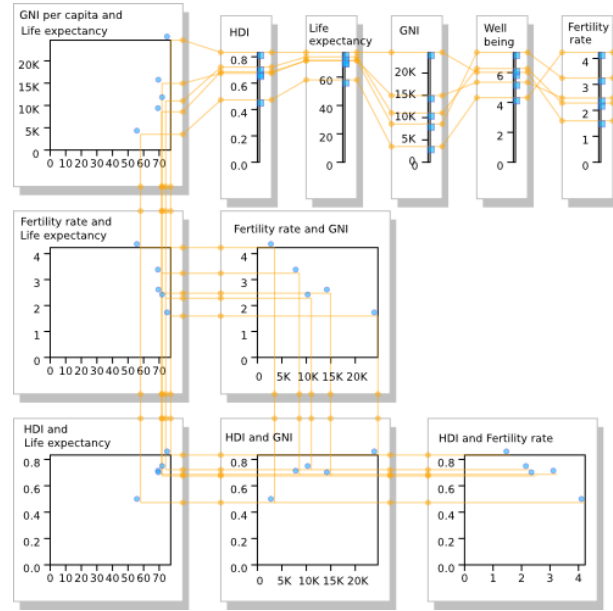 GNI per capita and
Life expectancy
20K
15K
10K
5K
0
0 10 20 30 40 50 60 70
HDI
0.8
0.6
0.4
0.2
0.0
Life
expectancy
60
40
20
0
GNI
20K
15K
10K
5K
0
Well
being
6
4
2
0
Fertility
rate
4
3
2
1
0
Fertility rate and
Life expectancy
4
3
2
1
0
0 10 20 30 40 50 60 70
Fertility rate and GNI
4
3
2
1
0
0 5K 10K 15K 20K
HDI and
Life expectancy
0.8
0.6
0.4
0.2
0.0
0 10 20 30 40 50 60 70
HDI and GNI
0.8
0.6
0.4
0.2
0.0
0 5K 10K 15K 20K
HDI and Fertility rate
0.8
0.6
0.4
0.2
0.0
0 1 2 3 4